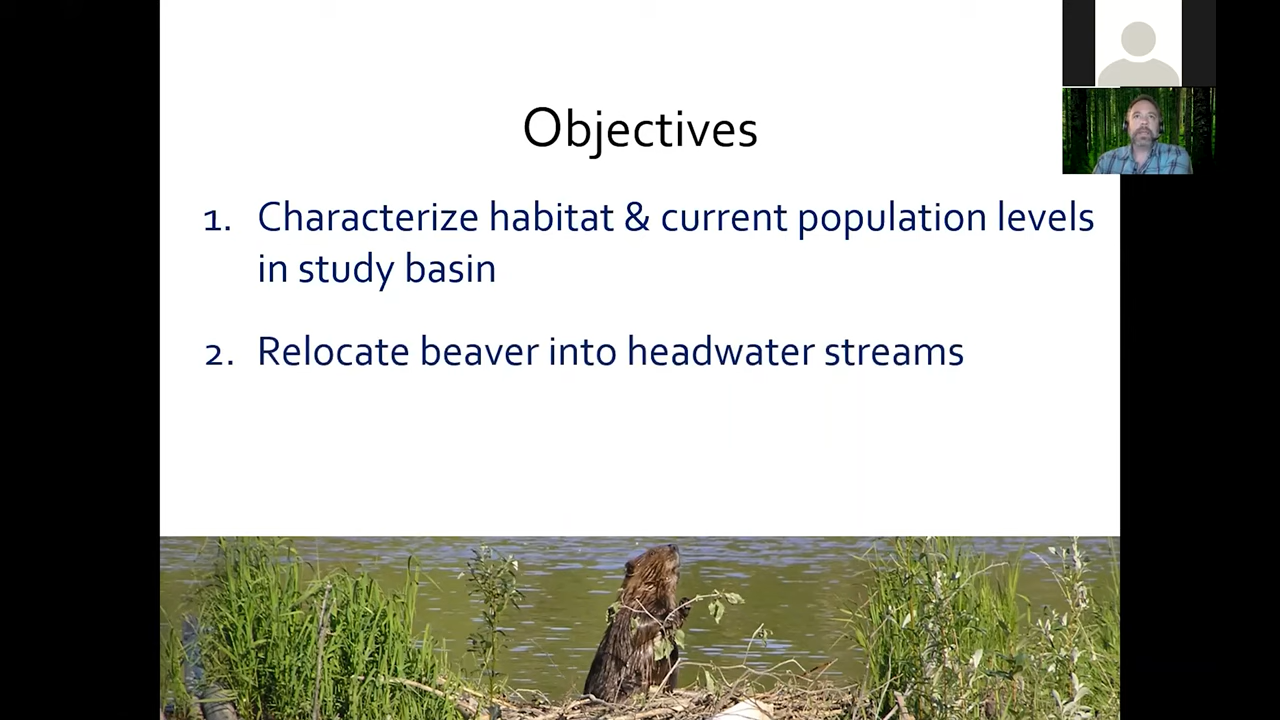 Objectives
1. Characterize habitat & current population levels
in study basin
2. Relocate beaver into headwater streams